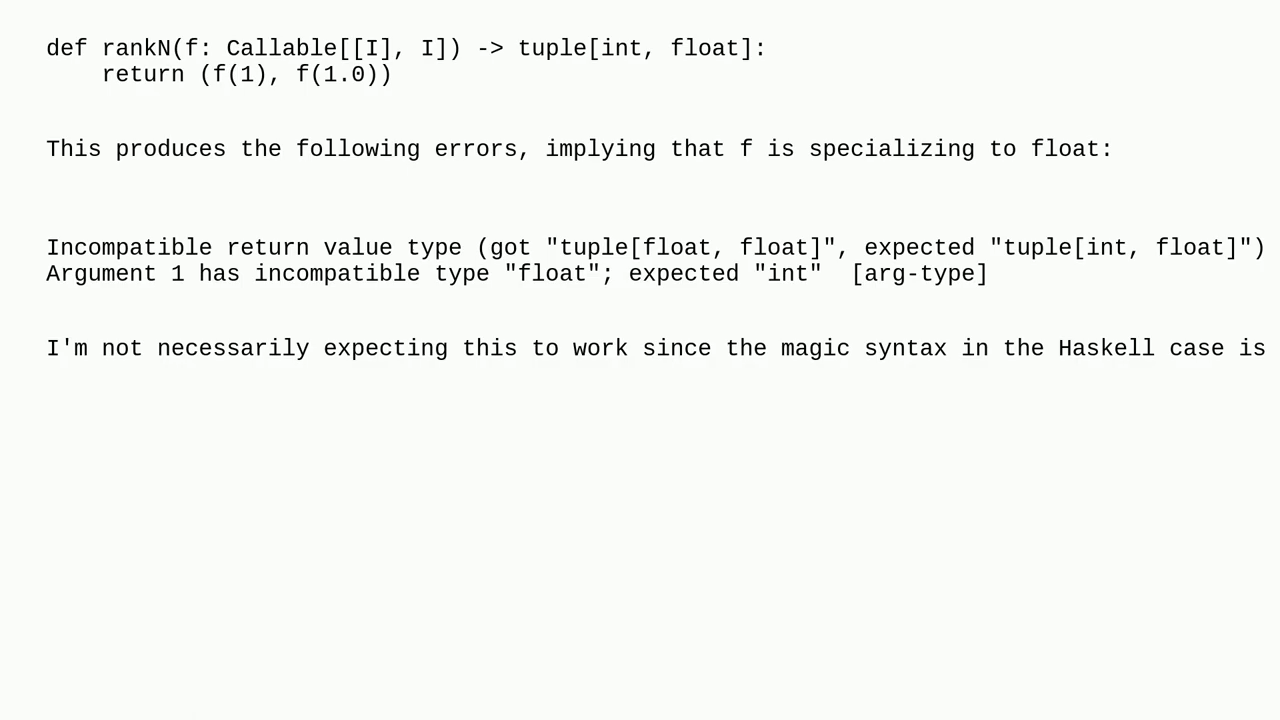 def rankN(f: Callable[[I], I]) -> tuple[int, float]:
    return (f(1), f(1.0))
This produces the following errors, implying that f is specializing to float:
Incompatible return value type (got "tuple[float, float]", expected "tuple[int, float]")
Argument 1 has incompatible type "float"; expected "int"  [arg-type]
I'm not necessarily expecting this to work since the magic syntax in the Haskell case is